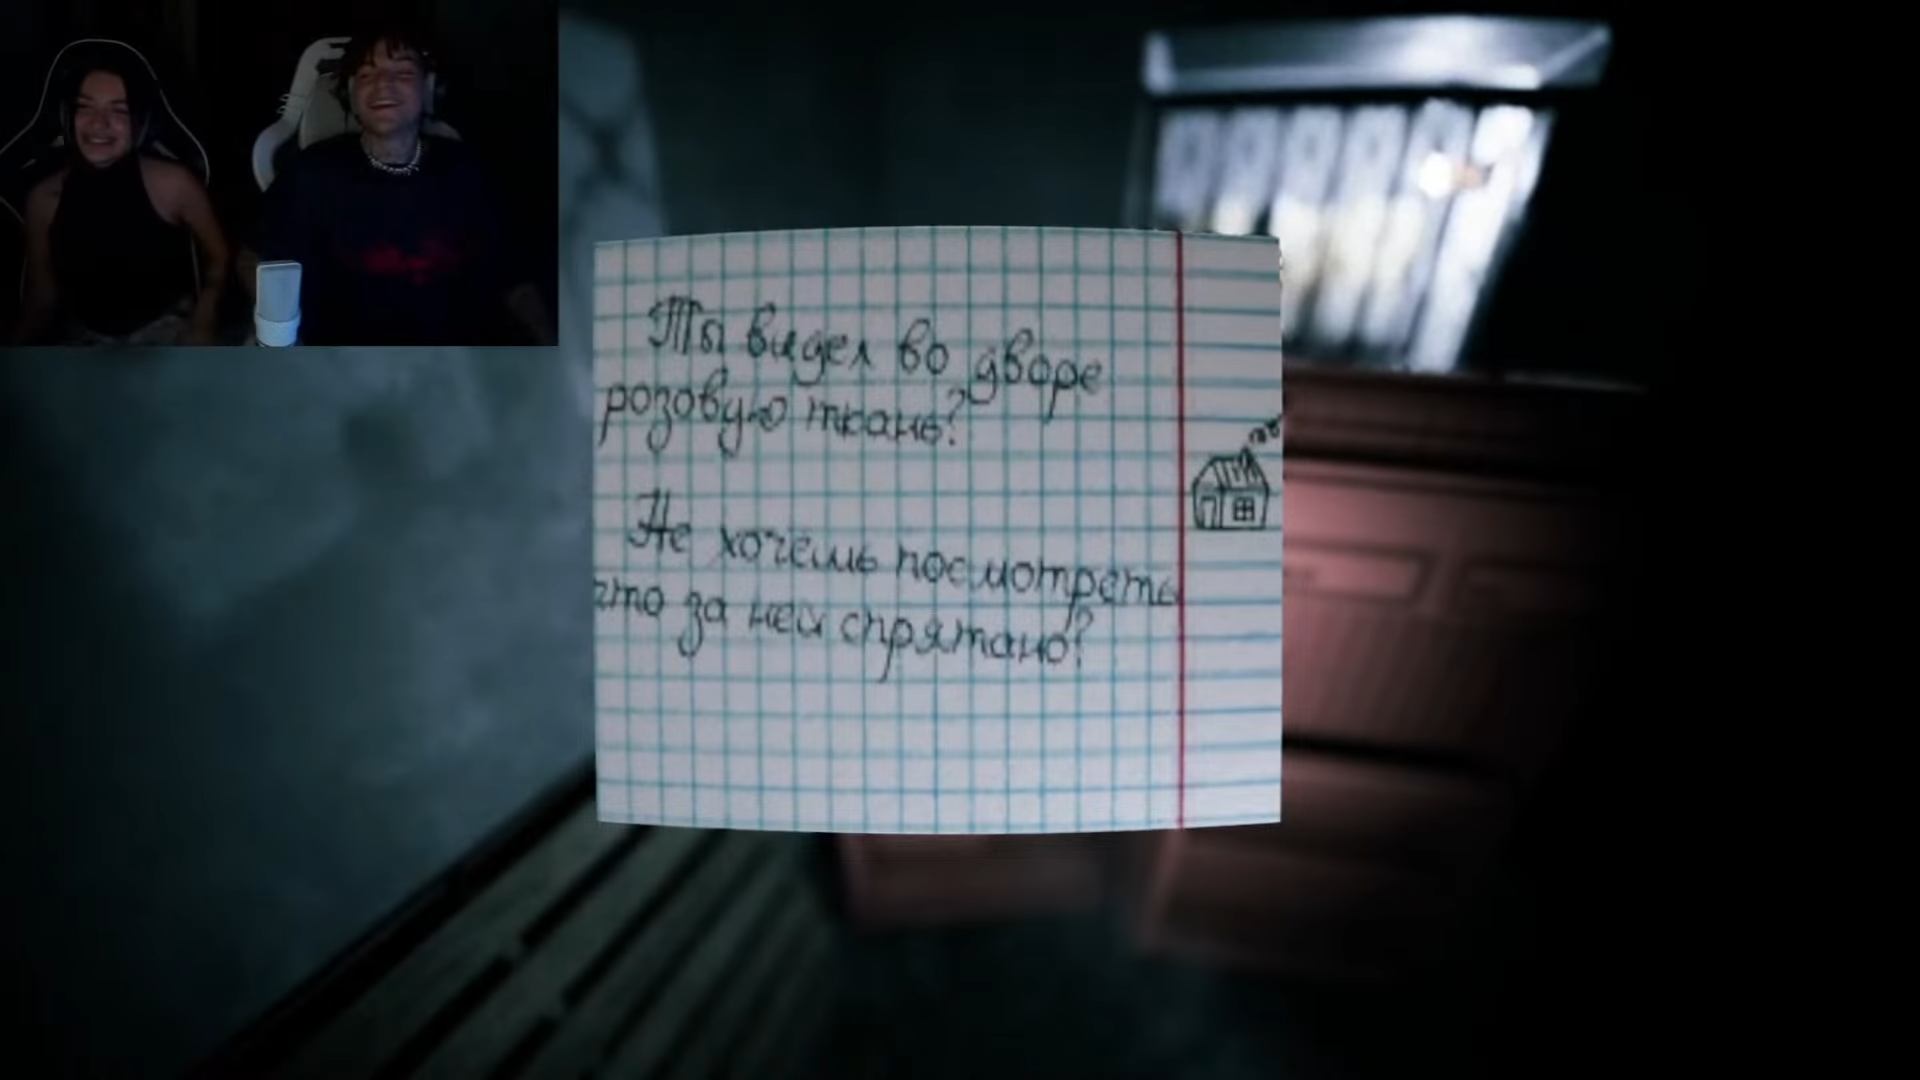 Ты видел во дворе
розовую ткань?
Не хочешь посмотреть
что за ней спрятано?